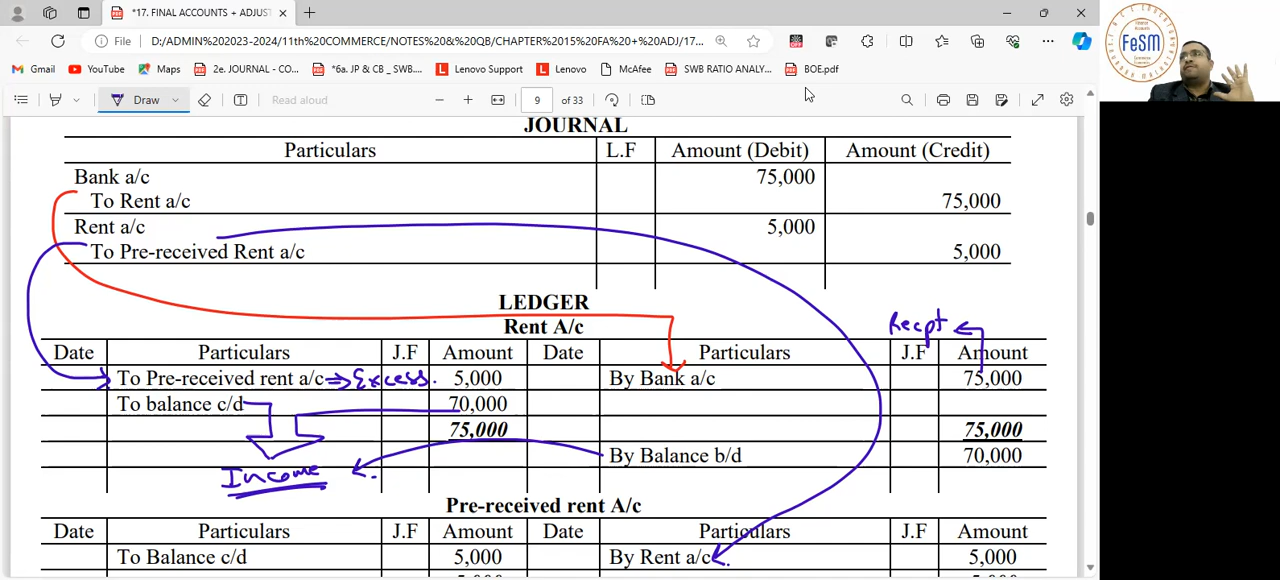 *17. FINAL ACCOUNTS + ADJUS
File D:/ADMIN%202023-2024/11th%20COMMERCE/NOTES%20&%20QB/CHAPTER%2015%20FA%20+%20ADJ/17...
Gmail YouTube Maps 2e. JOURNAL - CO... *6a. JP & CB _ SWB.... Lenovo Support Lenovo McAfee SWB RATIO ANALY... BOE.pdf
Draw Read aloud 9 of 33
FeSM
JOURNAL
Particulars L.F Amount (Debit) Amount (Credit)
Bank a/c 75,000
To Rent a/c 75,000
Rent a/c 5,000
To Pre-received Rent a/c 5,000
LEDGER
Rent A/c
Recpt
Date Particulars J.F Amount Date Particulars J.F Amount
To Pre-received rent a/c ⇒ Excess. 5,000 By Bank a/c 75,000
To balance c/d 70,000
75,000 75,000
By Balance b/d 70,000
Income
Pre-received rent A/c
Date Particulars J.F Amount Date Particulars J.F Amount
To Balance c/d 5,000 By Rent a/c 5,000